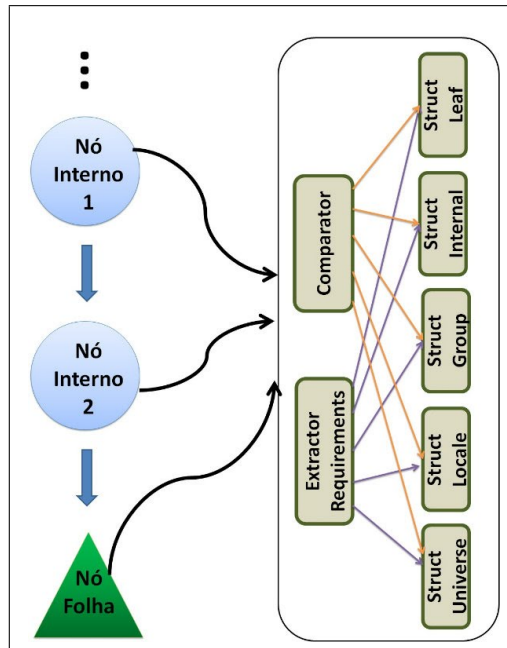 Nó
Interno
1
Nó
Interno
2
Nó
Folha
Comparator
Extractor
Requirements
Struct
Leaf
Struct
Internal
Struct
Group
Struct
Locale
Struct
Universe